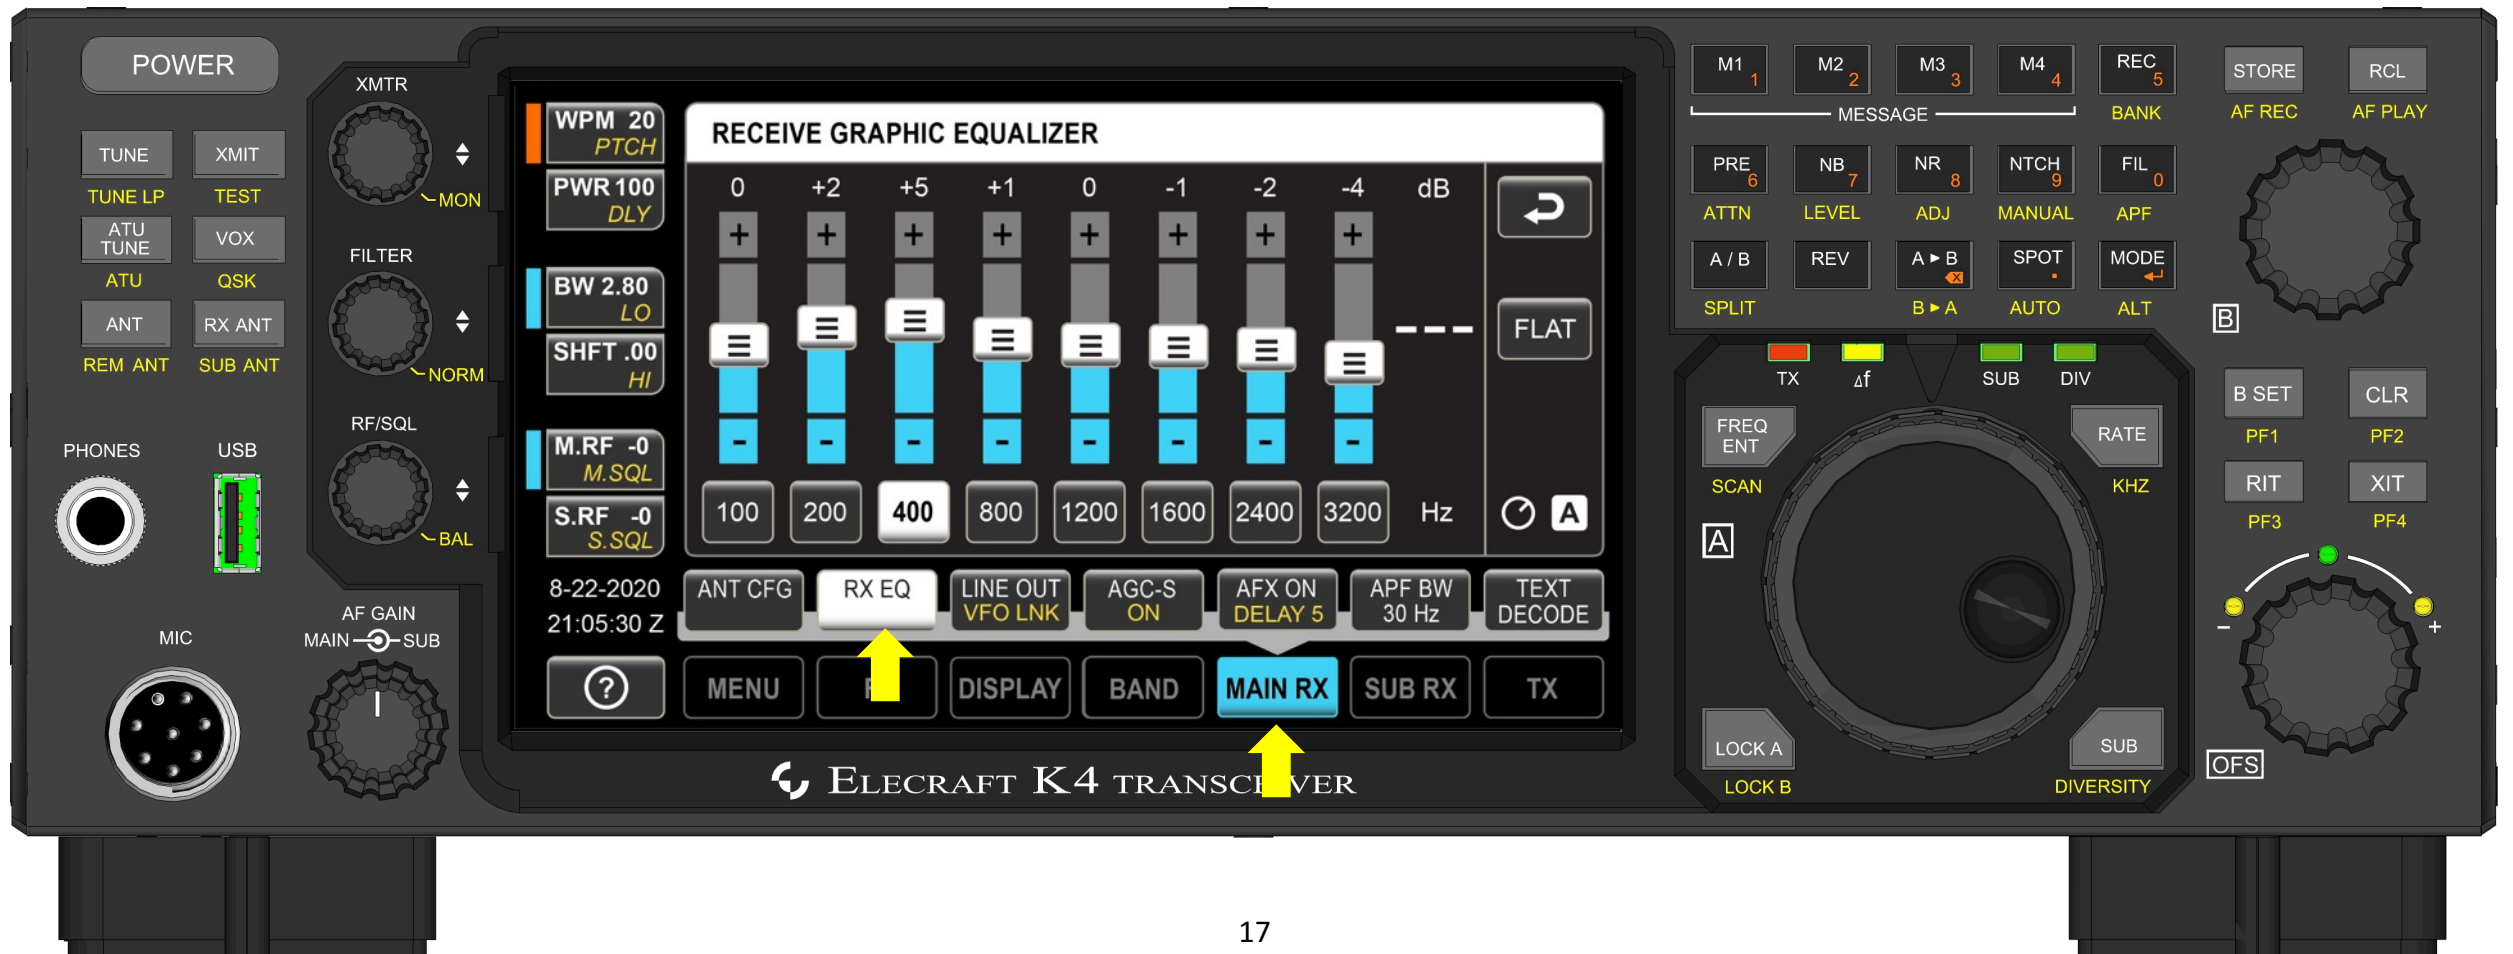 POWER
TUNE XMIT
TUNE LP TEST
ATU TUNE VOX
ATU QSK
ANT RX ANT
REM ANT SUB ANT
PHONES USB
MIC
XMTR
MON
FILTER
NORM
RF/SQL
BAL
AF GAIN
MAIN SUB
WPM 20
PTCH
PWR 100
DLY
BW 2.80
LO
SHFT .00
HI
M.RF -0
M.SQL
S.RF -0
S.SQL
8-22-2020
21:05:30 Z
?
RECEIVE GRAPHIC EQUALIZER
0 +2 +5 +1 0 -1 -2 -4 dB
+ + + + + + + +
---
FLAT
- - - - - - - -
100 200 400 800 1200 1600 2400 3200 Hz
A
ANT CFG
RX EQ
LINE OUT
VFO LNK
AGC-S
ON
AFX ON
DELAY 5
APF BW
30 Hz
TEXT
DECODE
MENU DISPLAY BAND MAIN RX SUB RX TX
ELECRAFT K4
M1 1 M2 2 M3 3 M4 4 REC 5
MESSAGE BANK
PRE 6 NB 7 NR 8 NTCH 9 FIL 0
ATTN LEVEL ADJ MANUAL APF
A / B REV A ▸ B SPOT . MODE
SPLIT B ▸ A AUTO ALT
TX Δf SUB DIV
FREQ ENT
RATE
SCAN KHZ
A
LOCK A SUB
LOCK B DIVERSITY
STORE RCL
AF REC AF PLAY
B
B SET CLR
PF1 PF2
RIT XIT
PF3 PF4
- +
OFS
17